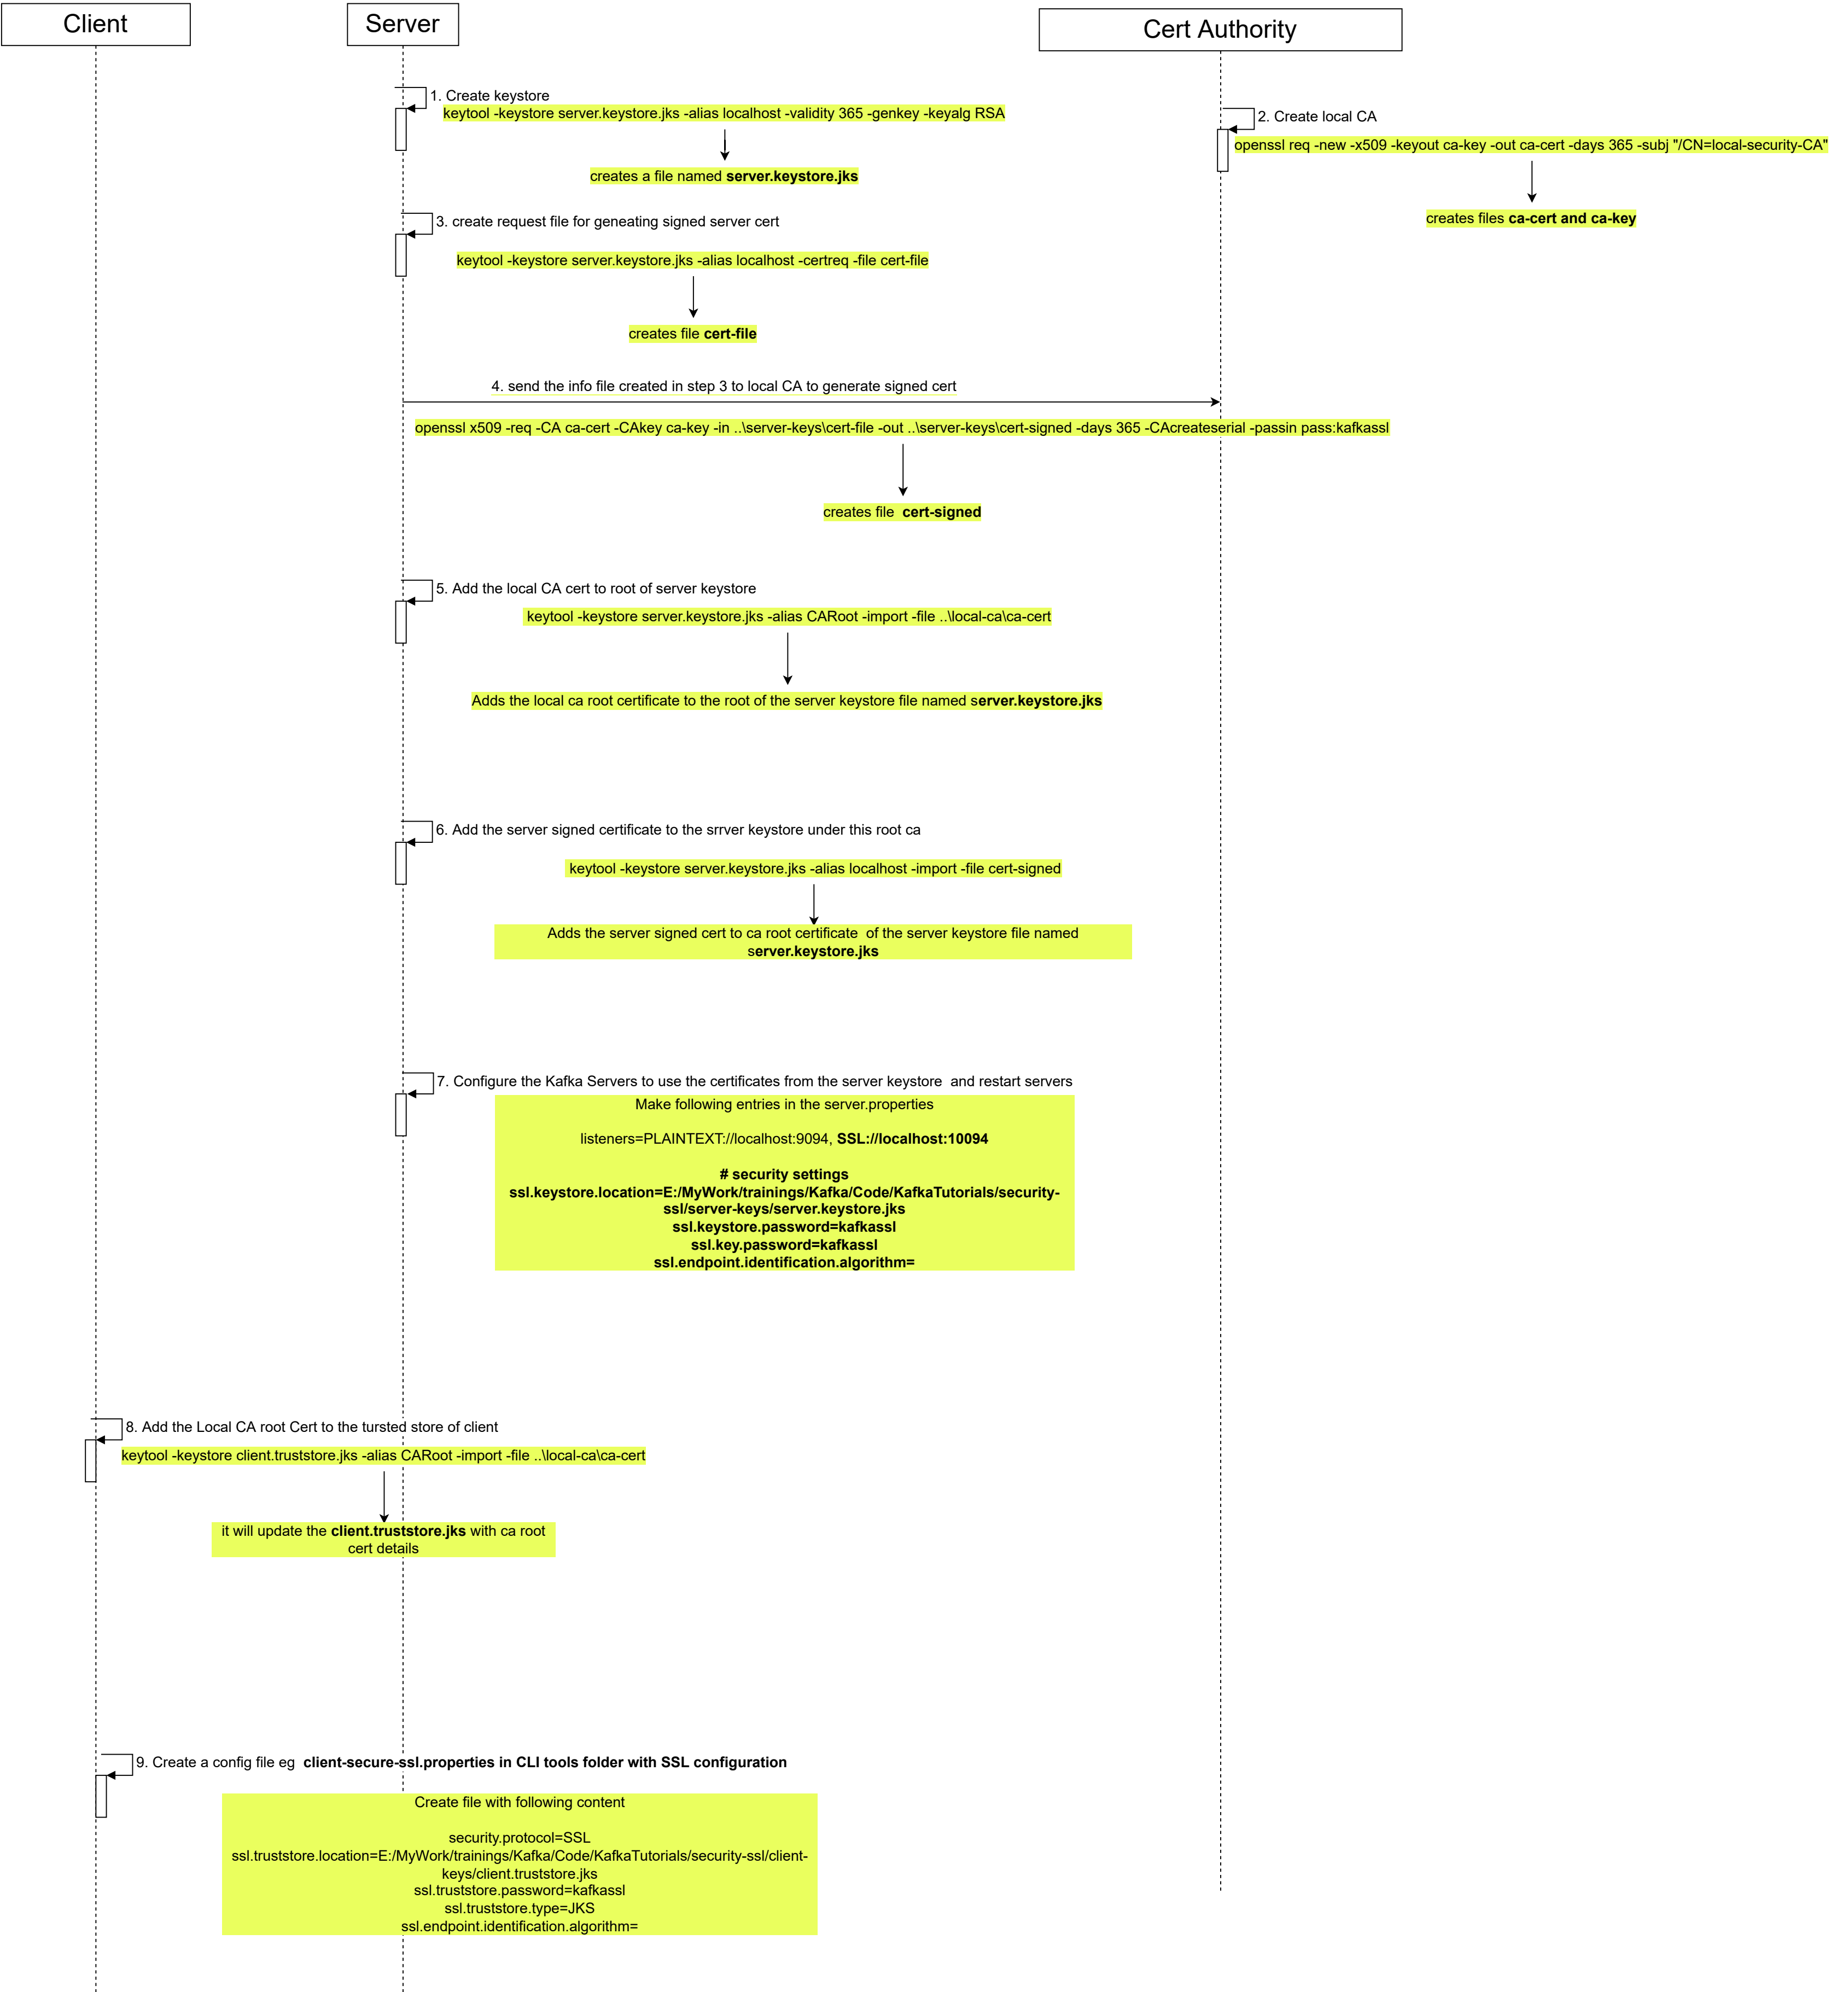 Client
Server
Cert Authority
1. Create keystore
keytool -keystore server.keystore.jks -alias localhost -validity 365 -genkey -keyalg RSA
creates a file named server.keystore.jks
2. Create local CA
openssl req -new -x509 -keyout ca-key -out ca-cert -days 365 -subj "/CN=local-security-CA"
creates files ca-cert and ca-key
3. create request file for geneating signed server cert
keytool -keystore server.keystore.jks -alias localhost -certreq -file cert-file
creates file cert-file
4. send the info file created in step 3 to local CA to generate signed cert
openssl x509 -req -CA ca-cert -CAkey ca-key -in ..\server-keys\cert-file -out ..\server-keys\cert-signed -days 365 -CAcreateserial -passin pass:kafkassl
creates file  cert-signed
5. Add the local CA cert to root of server keystore
keytool -keystore server.keystore.jks -alias CARoot -import -file ..\local-ca\ca-cert
Adds the local ca root certificate to the root of the server keystore file named server.keystore.jks
6. Add the server signed certificate to the srrver keystore under this root ca
keytool -keystore server.keystore.jks -alias localhost -import -file cert-signed
Adds the server signed cert to ca root certificate  of the server keystore file named
server.keystore.jks
7. Configure the Kafka Servers to use the certificates from the server keystore  and restart servers
Make following entries in the server.properties
listeners=PLAINTEXT://localhost:9094, SSL://localhost:10094
# security settings
ssl.keystore.location=E:/MyWork/trainings/Kafka/Code/KafkaTutorials/security-
ssl/server-keys/server.keystore.jks
ssl.keystore.password=kafkassl
ssl.key.password=kafkassl
ssl.endpoint.identification.algorithm=
8. Add the Local CA root Cert to the tursted store of client
keytool -keystore client.truststore.jks -alias CARoot -import -file ..\local-ca\ca-cert
it will update the client.truststore.jks with ca root
cert details
9. Create a config file eg  client-secure-ssl.properties in CLI tools folder with SSL configuration
Create file with following content
security.protocol=SSL
ssl.truststore.location=E:/MyWork/trainings/Kafka/Code/KafkaTutorials/security-ssl/client-
keys/client.truststore.jks
ssl.truststore.password=kafkassl
ssl.truststore.type=JKS
ssl.endpoint.identification.algorithm=